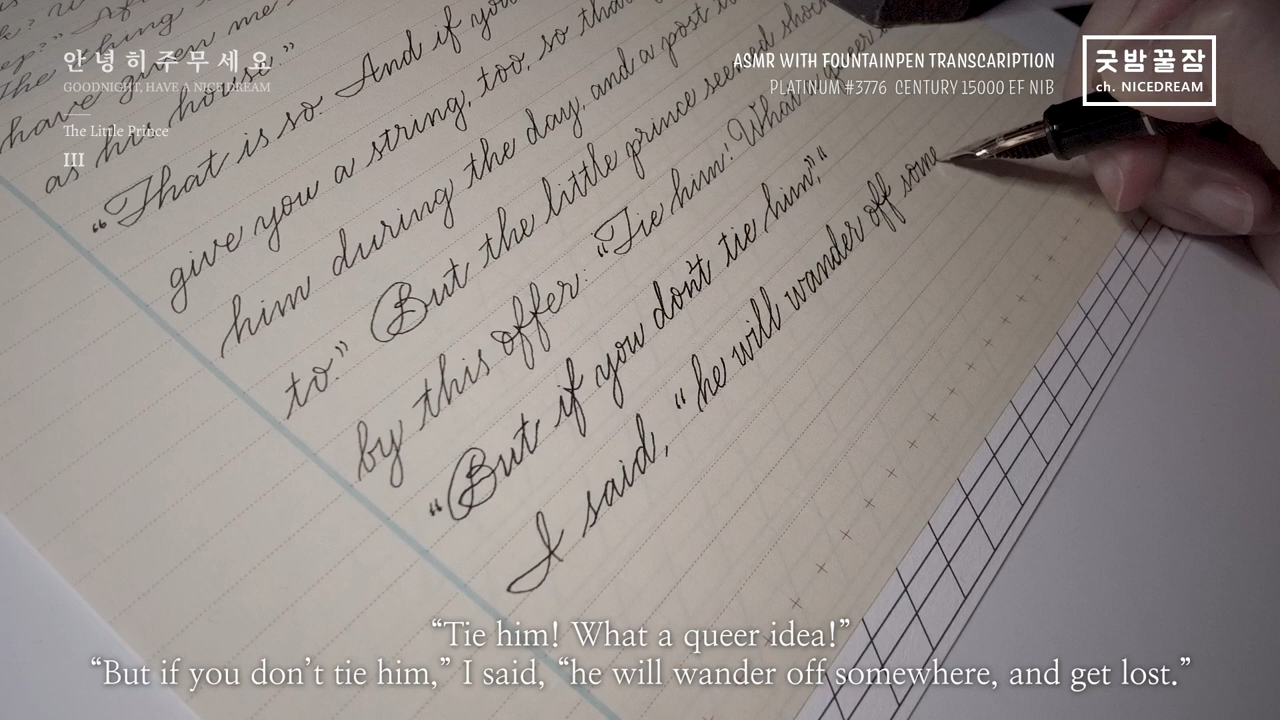 안녕히주무세요
GOODNIGHT, HAVE A NICE DREAM
The Little Prince
III
ASMR WITH FOUNTAINPEN TRANSCARIPTION
PLATINUM #3776 CENTURY 15000 EF NIB
굿밤꿀잠
ch. NICEDREAM
The
have given me
as his house."
"That is so. And if you
give you a string, too, so that
him during the day, and a post to
to." But the little prince seemed shock
by this offer: "Tie him! What a queer
"But if you don't tie him,"
I said, "he will wander off some
“Tie him! What a queer idea!”
“But if you don’t tie him,” I said, “he will wander off somewhere, and get lost.”